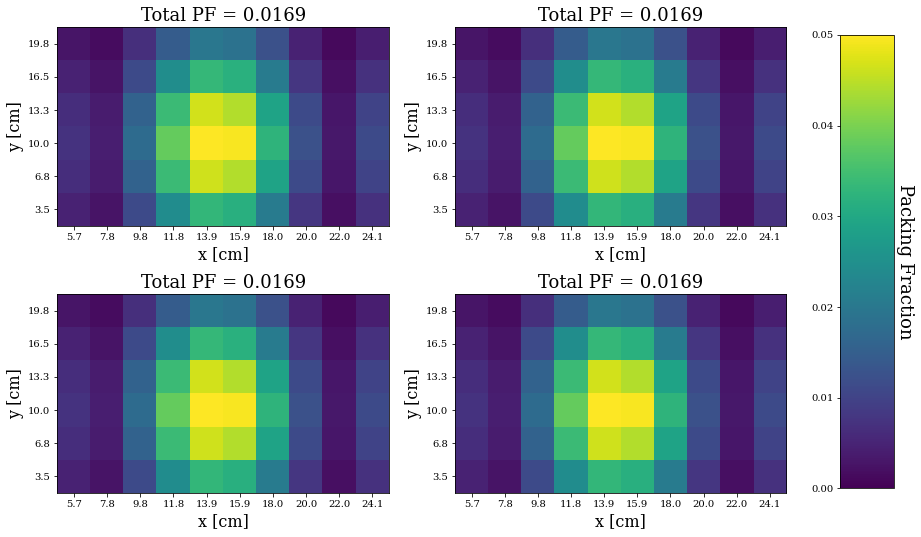 Total PF = 0.0169
y [cm]
19.8
16.5
13.3
10.0
6.8
3.5
5.7 7.8 9.8 11.8 13.9 15.9 18.0 20.0 22.0 24.1
x [cm]
Total PF = 0.0169
y [cm]
19.8
16.5
13.3
10.0
6.8
3.5
5.7 7.8 9.8 11.8 13.9 15.9 18.0 20.0 22.0 24.1
x [cm]
Total PF = 0.0169
y [cm]
19.8
16.5
13.3
10.0
6.8
3.5
5.7 7.8 9.8 11.8 13.9 15.9 18.0 20.0 22.0 24.1
x [cm]
Total PF = 0.0169
y [cm]
19.8
16.5
13.3
10.0
6.8
3.5
5.7 7.8 9.8 11.8 13.9 15.9 18.0 20.0 22.0 24.1
x [cm]
0.05
0.04
0.03
0.02
0.01
0.00
Packing Fraction